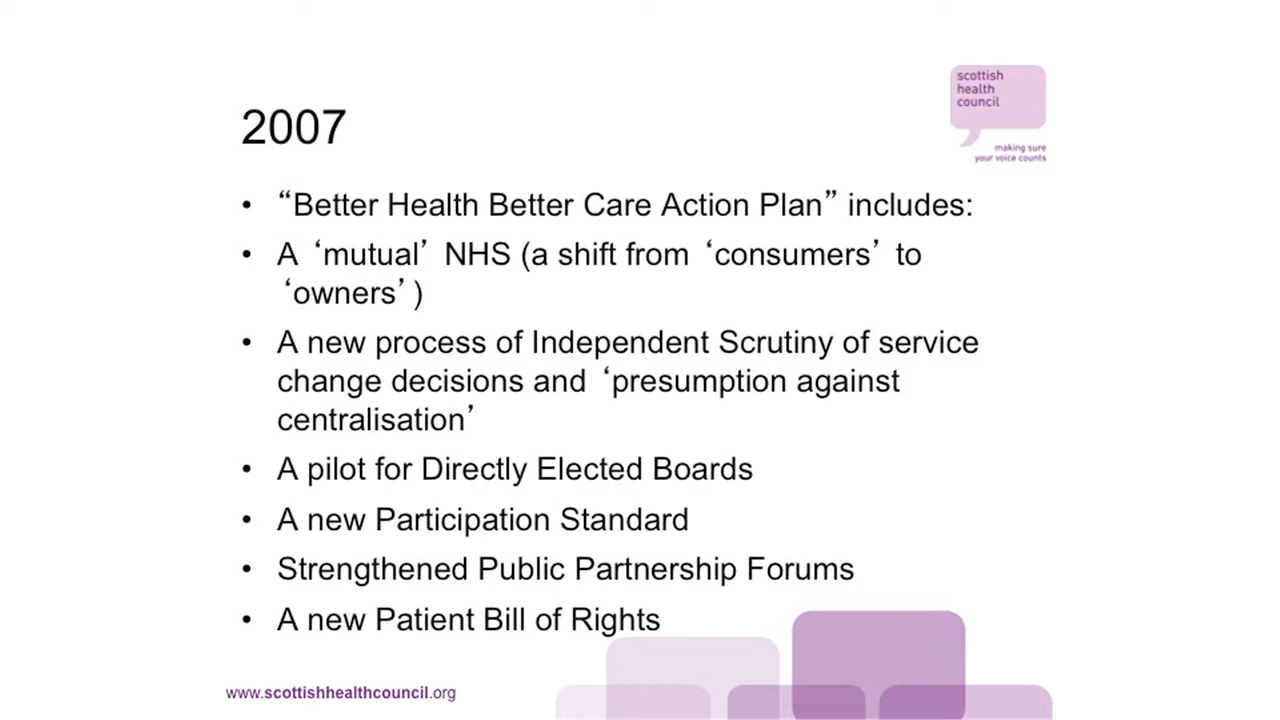 scottish
health
council
making sure
your voice counts
2007
• “Better Health Better Care Action Plan” includes:
• A ‘mutual’ NHS (a shift from ‘consumers’ to
‘owners’)
• A new process of Independent Scrutiny of service
change decisions and ‘presumption against
centralisation’
• A pilot for Directly Elected Boards
• A new Participation Standard
• Strengthened Public Partnership Forums
• A new Patient Bill of Rights
www.scottishhealthcouncil.org